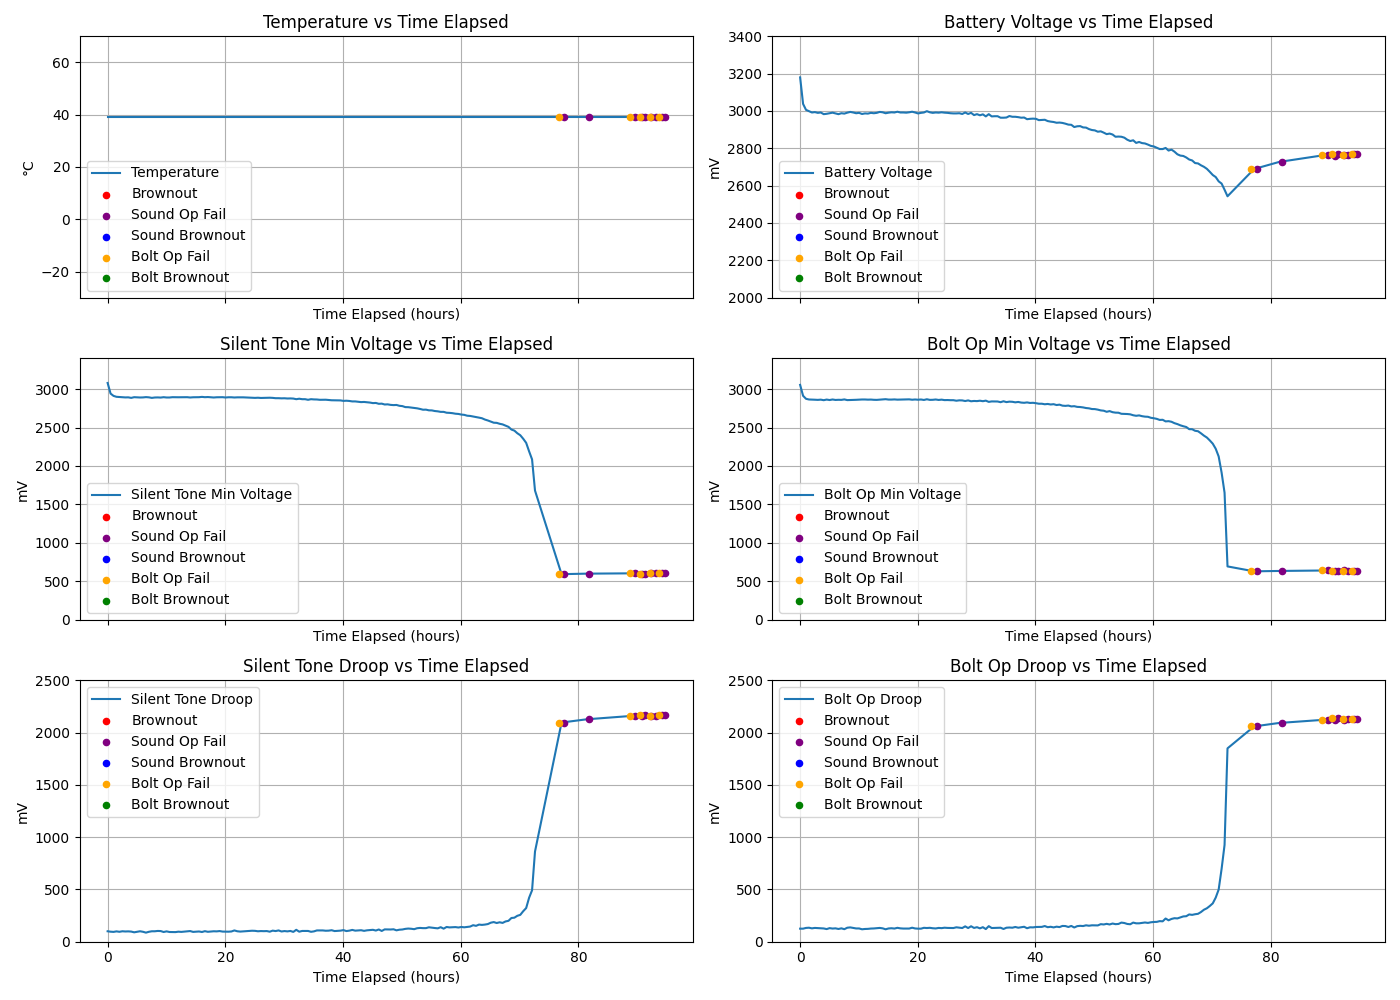 Temperature vs Time Elapsed
60
40
20
0
−20
°C
Temperature
Brownout
Sound Op Fail
Sound Brownout
Bolt Op Fail
Bolt Brownout
Time Elapsed (hours)
Battery Voltage vs Time Elapsed
3400
3200
3000
2800
2600
2400
2200
2000
mV
Battery Voltage
Brownout
Sound Op Fail
Sound Brownout
Bolt Op Fail
Bolt Brownout
Time Elapsed (hours)
Silent Tone Min Voltage vs Time Elapsed
3000
2500
2000
1500
1000
500
0
mV
Silent Tone Min Voltage
Brownout
Sound Op Fail
Sound Brownout
Bolt Op Fail
Bolt Brownout
Time Elapsed (hours)
Bolt Op Min Voltage vs Time Elapsed
3000
2500
2000
1500
1000
500
0
mV
Bolt Op Min Voltage
Brownout
Sound Op Fail
Sound Brownout
Bolt Op Fail
Bolt Brownout
Time Elapsed (hours)
Silent Tone Droop vs Time Elapsed
2500
2000
1500
1000
500
0
mV
Silent Tone Droop
Brownout
Sound Op Fail
Sound Brownout
Bolt Op Fail
Bolt Brownout
0 20 40 60 80
Time Elapsed (hours)
Bolt Op Droop vs Time Elapsed
2500
2000
1500
1000
500
0
mV
Bolt Op Droop
Brownout
Sound Op Fail
Sound Brownout
Bolt Op Fail
Bolt Brownout
0 20 40 60 80
Time Elapsed (hours)